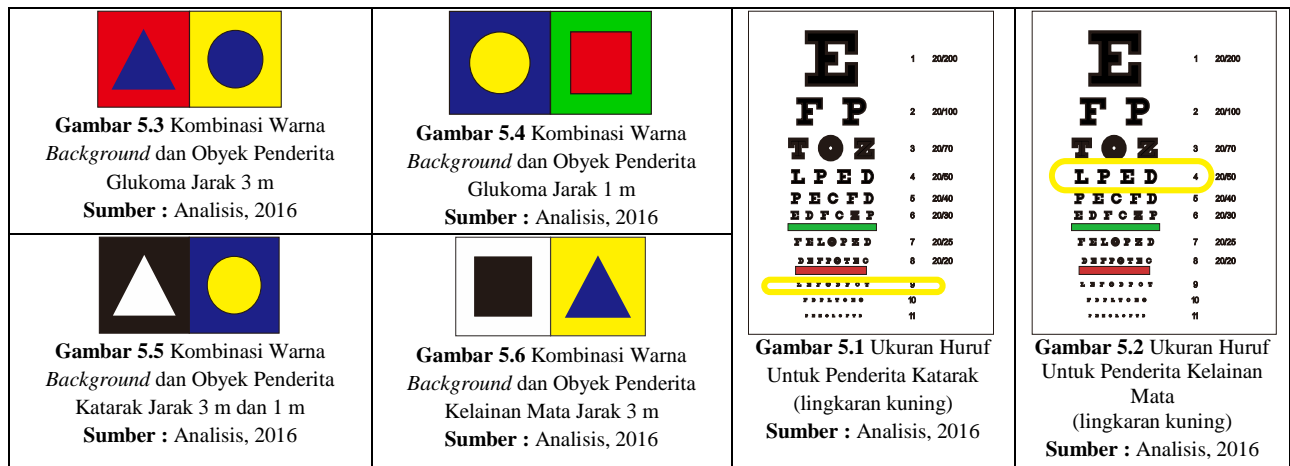 Gambar 5.3 Kombinasi Warna
Background dan Obyek Penderita
Glukoma Jarak 3 m
Sumber : Analisis, 2016
Gambar 5.4 Kombinasi Warna
Background dan Obyek Penderita
Glukoma Jarak 1 m
Sumber : Analisis, 2016
Gambar 5.5 Kombinasi Warna
Background dan Obyek Penderita
Katarak Jarak 3 m dan 1 m
Sumber : Analisis, 2016
Gambar 5.6 Kombinasi Warna
Background dan Obyek Penderita
Kelainan Mata Jarak 3 m
Sumber : Analisis, 2016
E 1 20/200
F P 2 20/100
T O Z 3 20/70
L P E D 4 20/50
P E C F D 5 20/40
E D F C Z P 6 20/30
F E L O P Z D 7 20/25
8 20/20
9
10
11
Gambar 5.1 Ukuran Huruf
Untuk Penderita Katarak
(lingkaran kuning)
Sumber : Analisis, 2016
E 1 20/200
F P 2 20/100
T O Z 3 20/70
L P E D 4 20/50
P E C F D 5 20/40
E D F C Z P 6 20/30
F E L O P Z D 7 20/25
8 20/20
9
10
11
Gambar 5.2 Ukuran Huruf
Untuk Penderita Kelainan
Mata
(lingkaran kuning)
Sumber : Analisis, 2016